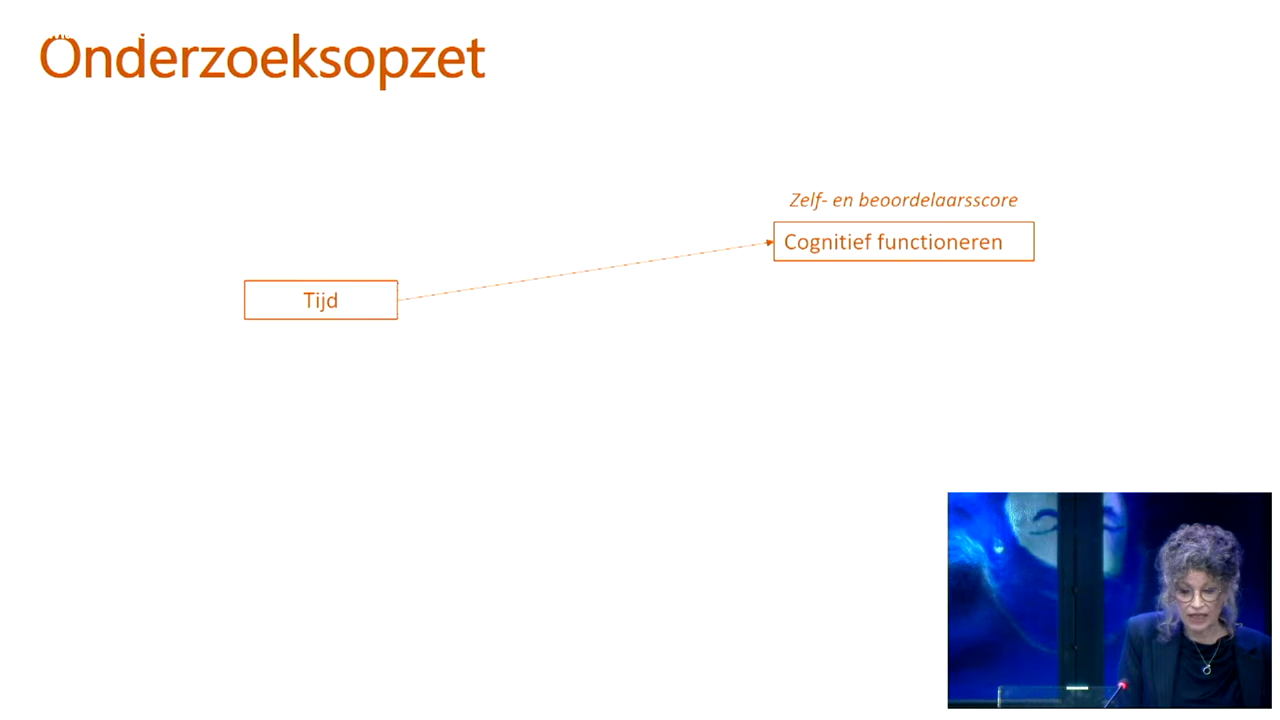 Onderzoeksopzet
Zelf- en beoordelaarsscore
Cognitief functioneren
Tijd